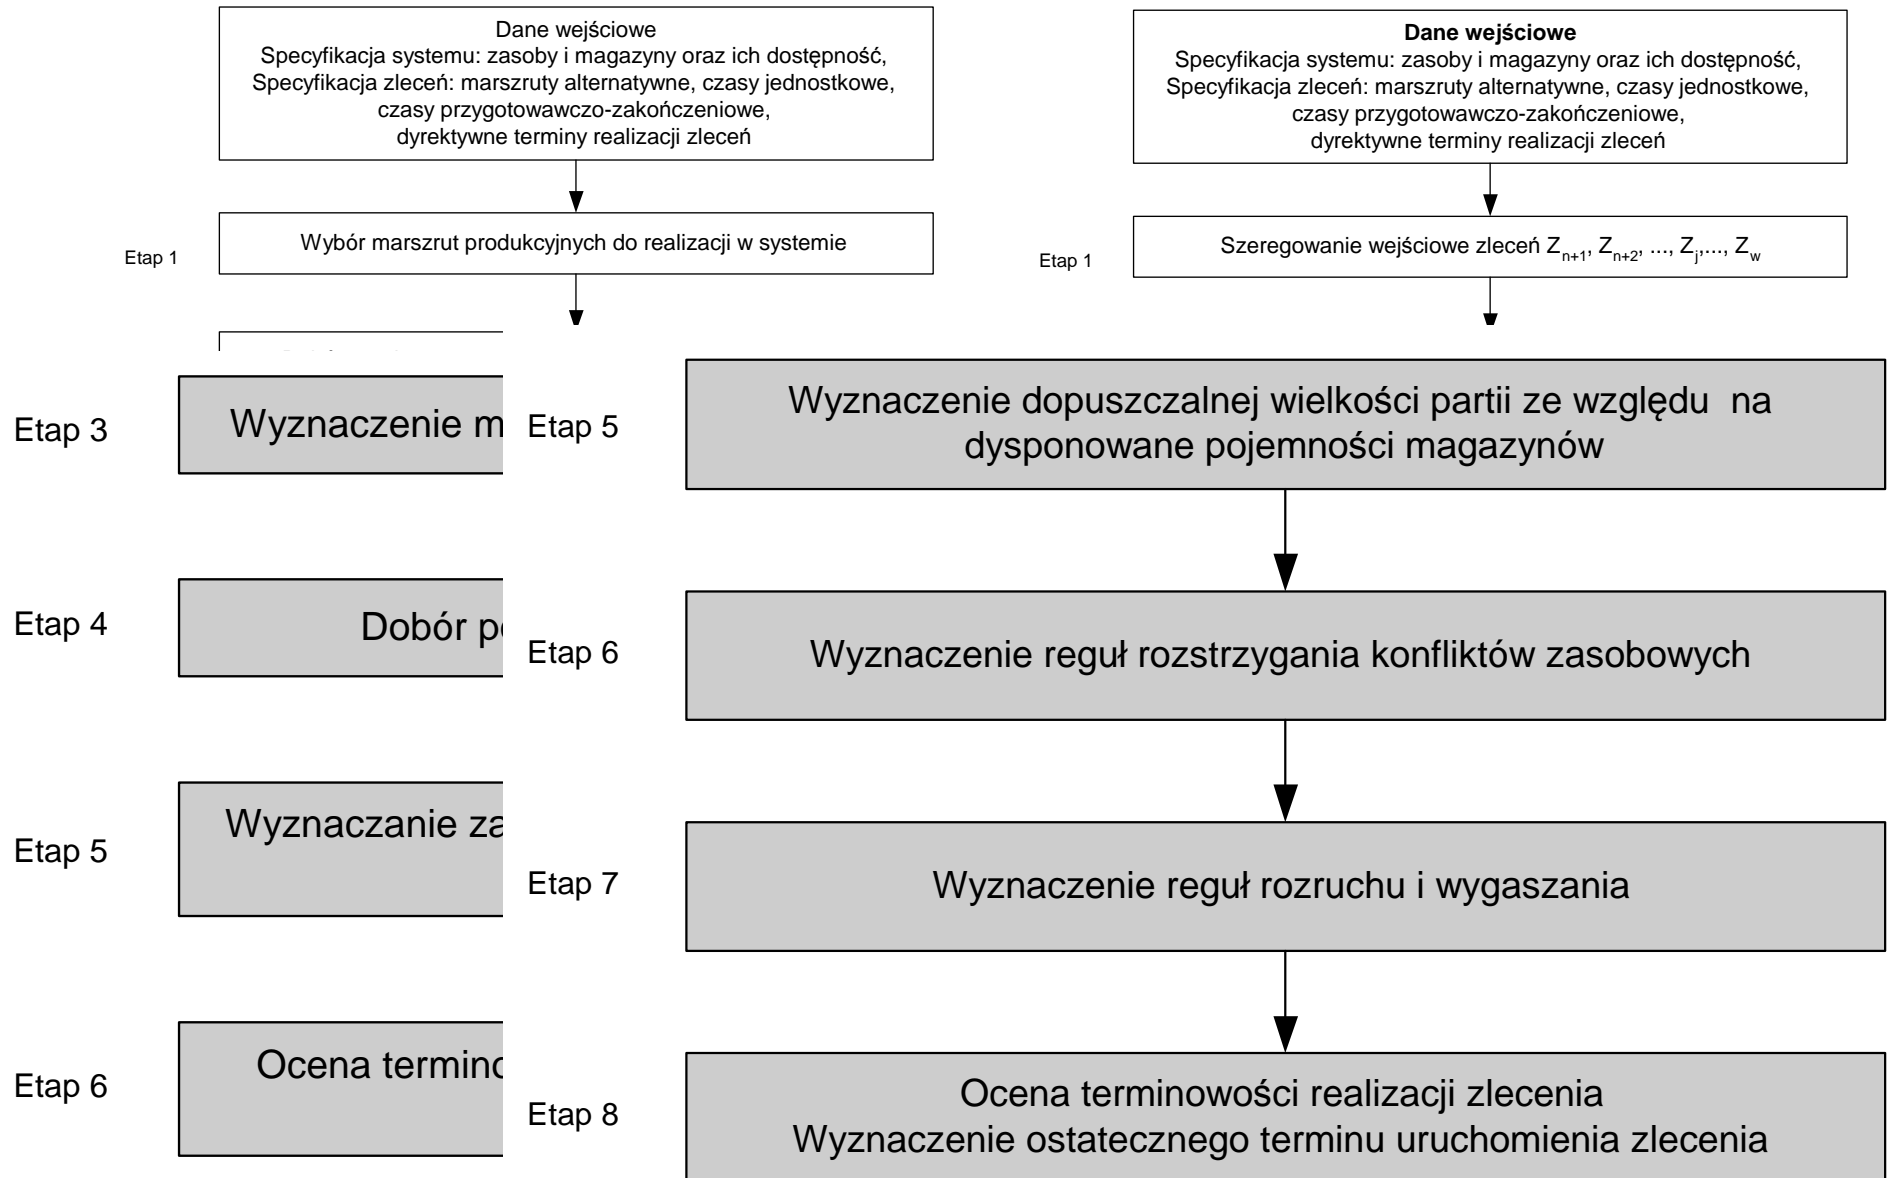 Dane wejściowe
Specyfikacja systemu: zasoby i magazyny oraz ich dostępność,
Specyfikacja zleceń: marszruty alternatywne, czasy jednostkowe,
czasy przygotowawczo-zakończeniowe,
dyrektywne terminy realizacji zleceń
Etap 1
Wybór marszrut produkcyjnych do realizacji w systemie
Dane wejściowe
Specyfikacja systemu: zasoby i magazyny oraz ich dostępność,
Specyfikacja zleceń: marszruty alternatywne, czasy jednostkowe,
czasy przygotowawczo-zakończeniowe,
dyrektywne terminy realizacji zleceń
Etap 1
Szeregowanie wejściowe zleceń Zn+1, Zn+2, ..., Zj,..., Zw
Etap 3
Wyznaczenie m
Etap 4
Dobór
Etap 5
Wyznaczanie za
Etap 6
Ocena
Etap 5
Wyznaczenie dopuszczalnej wielkości partii ze względu na
dysponowane pojemności magazynów
Etap 6
Wyznaczenie reguł rozstrzygania konfliktów zasobowych
Etap 7
Wyznaczenie reguł rozruchu i wygaszania
Etap 8
Ocena terminowości realizacji zlecenia
Wyznaczenie ostatecznego terminu uruchomienia zlecenia